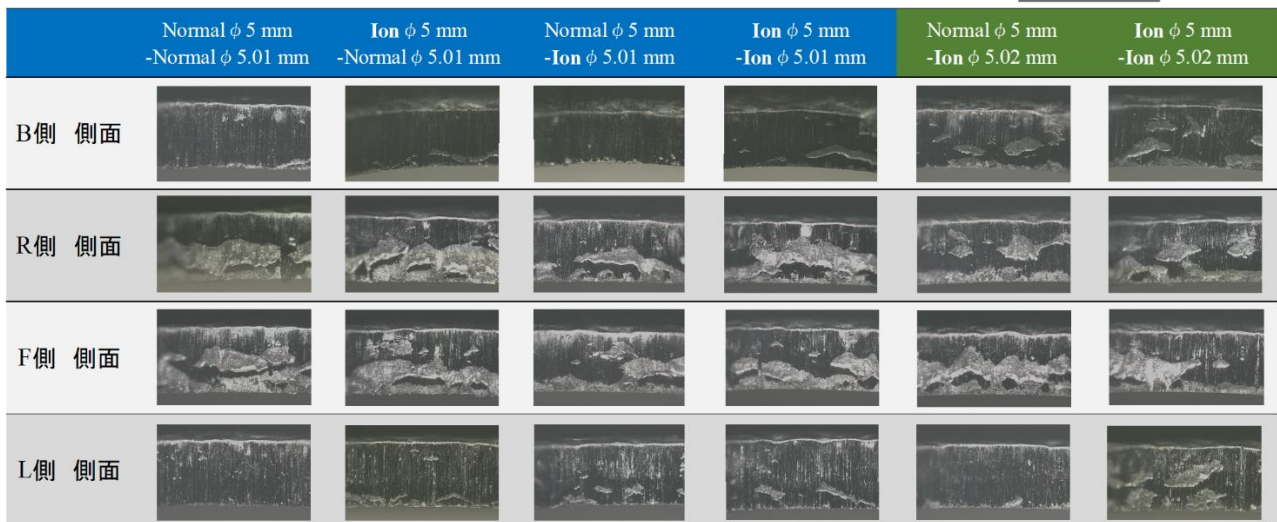 Normal φ 5 mm
-Normal φ 5.01 mm
Ion φ 5 mm
-Normal φ 5.01 mm
Normal φ 5 mm
-Ion φ 5.01 mm
Ion φ 5 mm
-Ion φ 5.01 mm
Normal φ 5 mm
-Ion φ 5.02 mm
Ion φ 5 mm
-Ion φ 5.02 mm
B側 側面
R側 側面
F側 側面
L側 側面